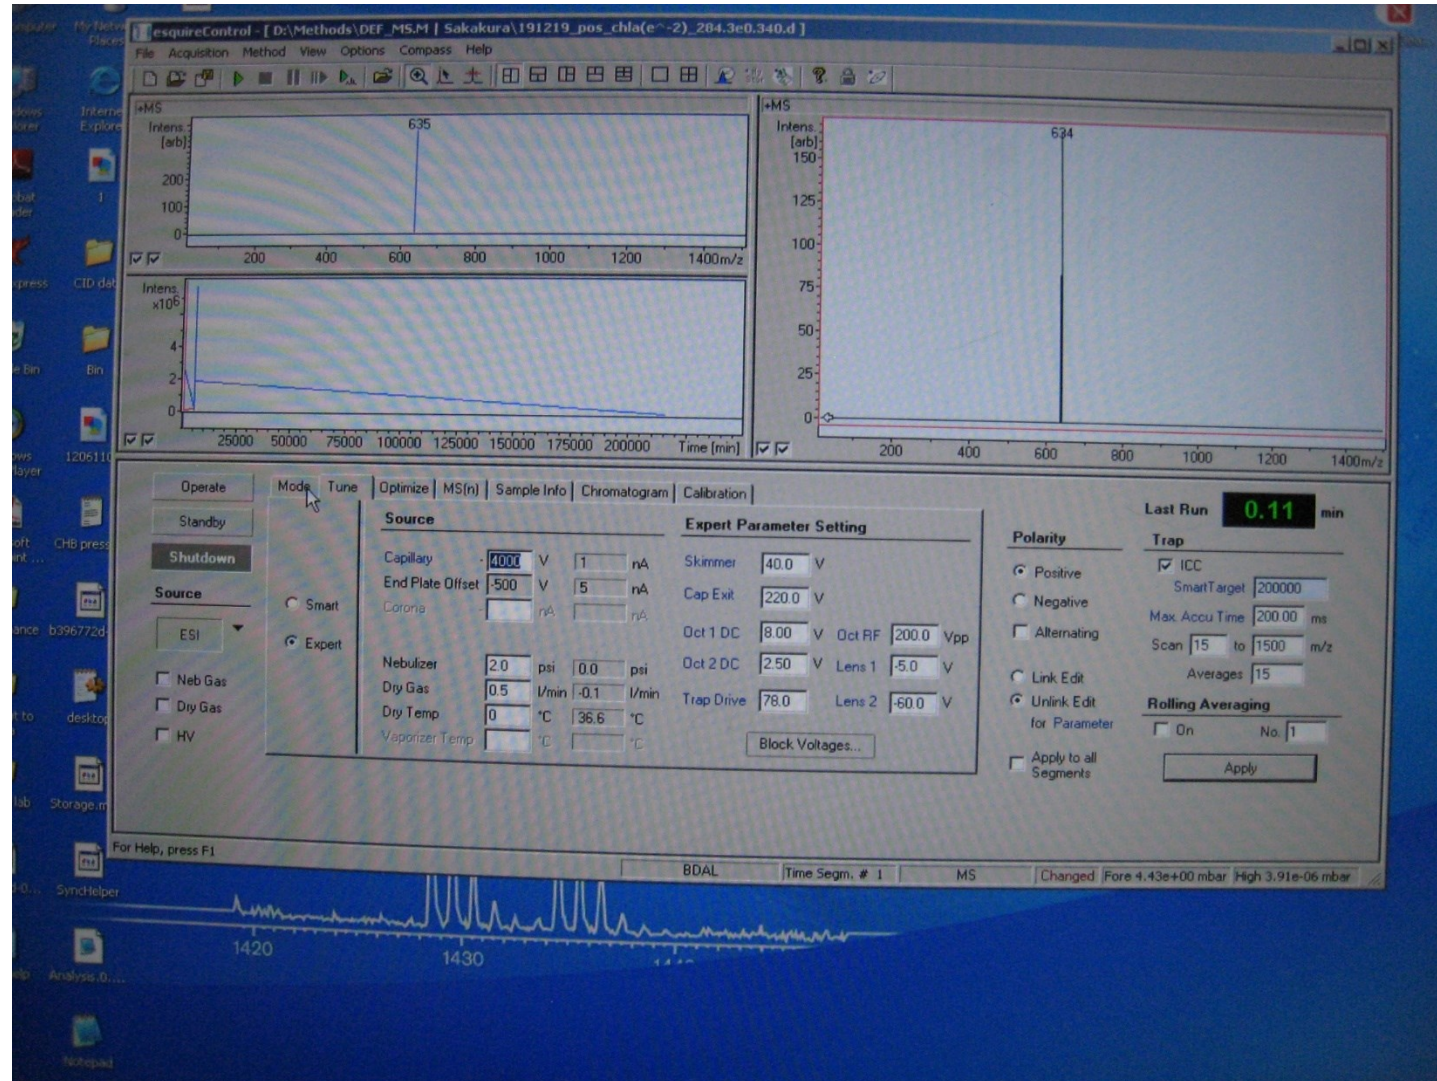 esquireControl - [ D:\Methods\DEF_MS.M | Sakakura\191219_pos_chla(e^-2)_284.3e0.340.d ]
File Acquisition Method View Options Compass Help
+MS
Intens.
[arb]
635
200
100
0
200 400 600 800 1000 1200 1400 m/z
Intens.
x10^6
4
2
0
25000 50000 75000 100000 125000 150000 175000 200000 Time [min]
+MS
Intens.
[arb]
634
150
125
100
75
50
25
0
200 400 600 800 1000 1200 1400 m/z
Operate
Standby
Shutdown
Source
ESI
Neb Gas
Dry Gas
HV
Mode Tune Optimize MS(n) Sample Info Chromatogram Calibration
Smart
Expert
Source
Capillary - 4000 V 1 nA
End Plate Offset -500 V 5 nA
Corona nA nA
Nebulizer 2.0 psi 0.0 psi
Dry Gas 0.5 l/min -0.1 l/min
Dry Temp 0 °C 36.6 °C
Vaporizer Temp °C °C
Expert Parameter Setting
Skimmer 40.0 V
Cap Exit 220.0 V
Oct 1 DC 8.00 V Oct RF 200.0 Vpp
Oct 2 DC 2.50 V Lens 1 -5.0 V
Trap Drive 78.0 Lens 2 -60.0 V
Block Voltages...
Polarity
Positive
Negative
Alternating
Link Edit
Unlink Edit
for Parameter
Apply to all
Segments
Last Run 0.11 min
Trap
ICC
SmartTarget 200000
Max. Accu Time 200.00 ms
Scan 15 to 1500 m/z
Averages 15
Rolling Averaging
On No. 1
Apply
For Help, press F1
BDAL Time Segm. # 1 MS Changed Fore 4.43e+00 mbar High 3.91e-06 mbar
1420 1430
My Netw
Places
Interne
Explore
1
CID dat
Bin
1206110
CHB press
b396772d-
desktop
Storage.m
SyncHelper
Analysis.0....
Notepad